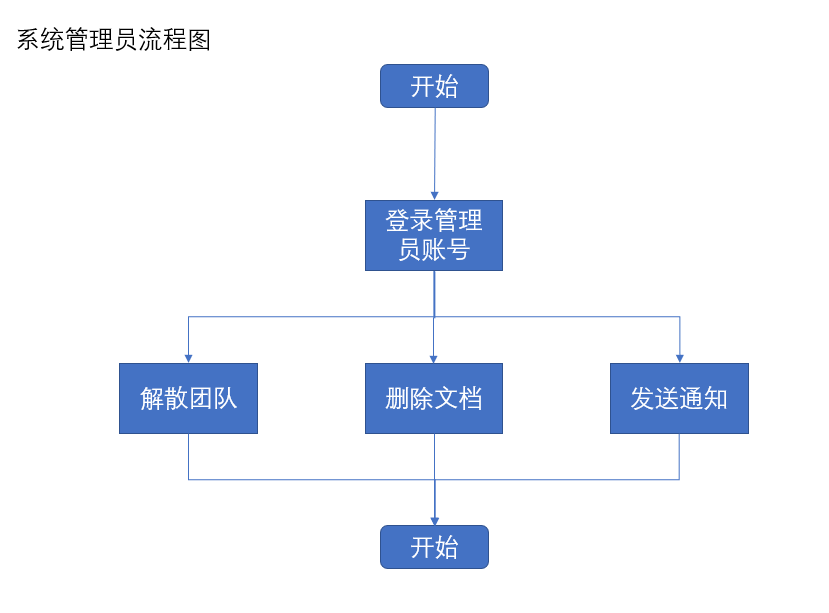 系统管理员流程图
开始
登录管理
员账号
解散团队
删除文档
发送通知
开始